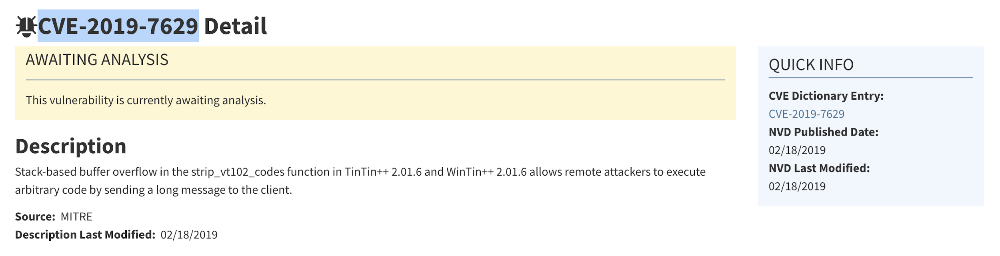 CVE-2019-7629 Detail
AWAITING ANALYSIS
This vulnerability is currently awaiting analysis.
Description
Stack-based buffer overflow in the strip_vt102_codes function in TinTin++ 2.01.6 and WinTin++ 2.01.6 allows remote attackers to execute
arbitrary code by sending a long message to the client.
Source: MITRE
Description Last Modified: 02/18/2019
QUICK INFO
CVE Dictionary Entry:
CVE-2019-7629
NVD Published Date:
02/18/2019
NVD Last Modified:
02/18/2019